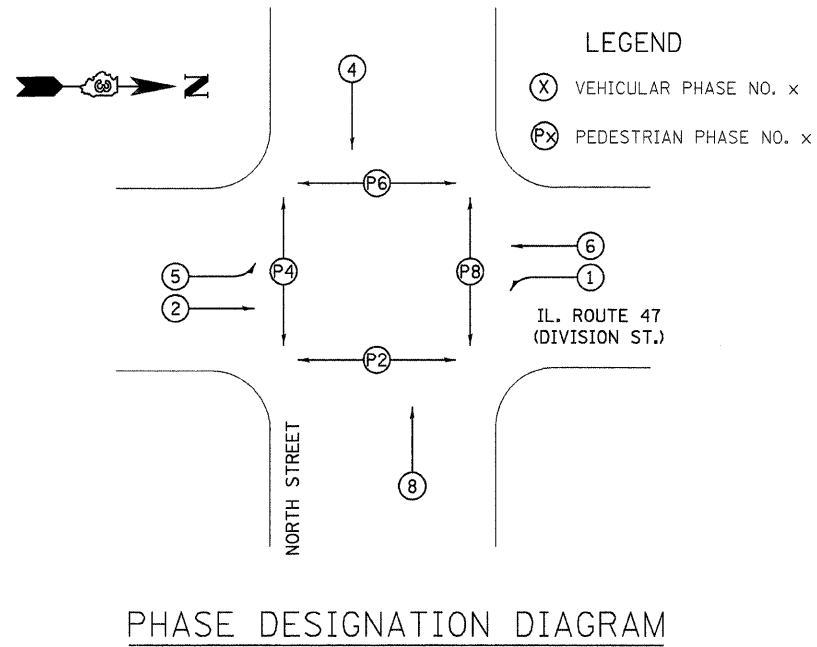 LEGEND
X VEHICULAR PHASE NO. x
Px PEDESTRIAN PHASE NO. x
N
4
P6
5
2
P4
P8
6
1
IL. ROUTE 47
(DIVISION ST.)
P2
8
NORTH STREET
PHASE DESIGNATION DIAGRAM